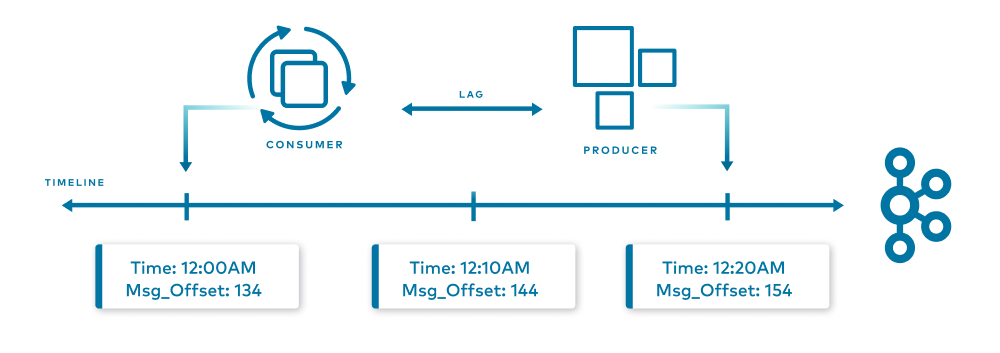 LAG
CONSUMER
PRODUCER
TIMELINE
Time: 12:00AM
Msg_Offset: 134
Time: 12:10AM
Msg_Offset: 144
Time: 12:20AM
Msg_Offset: 154